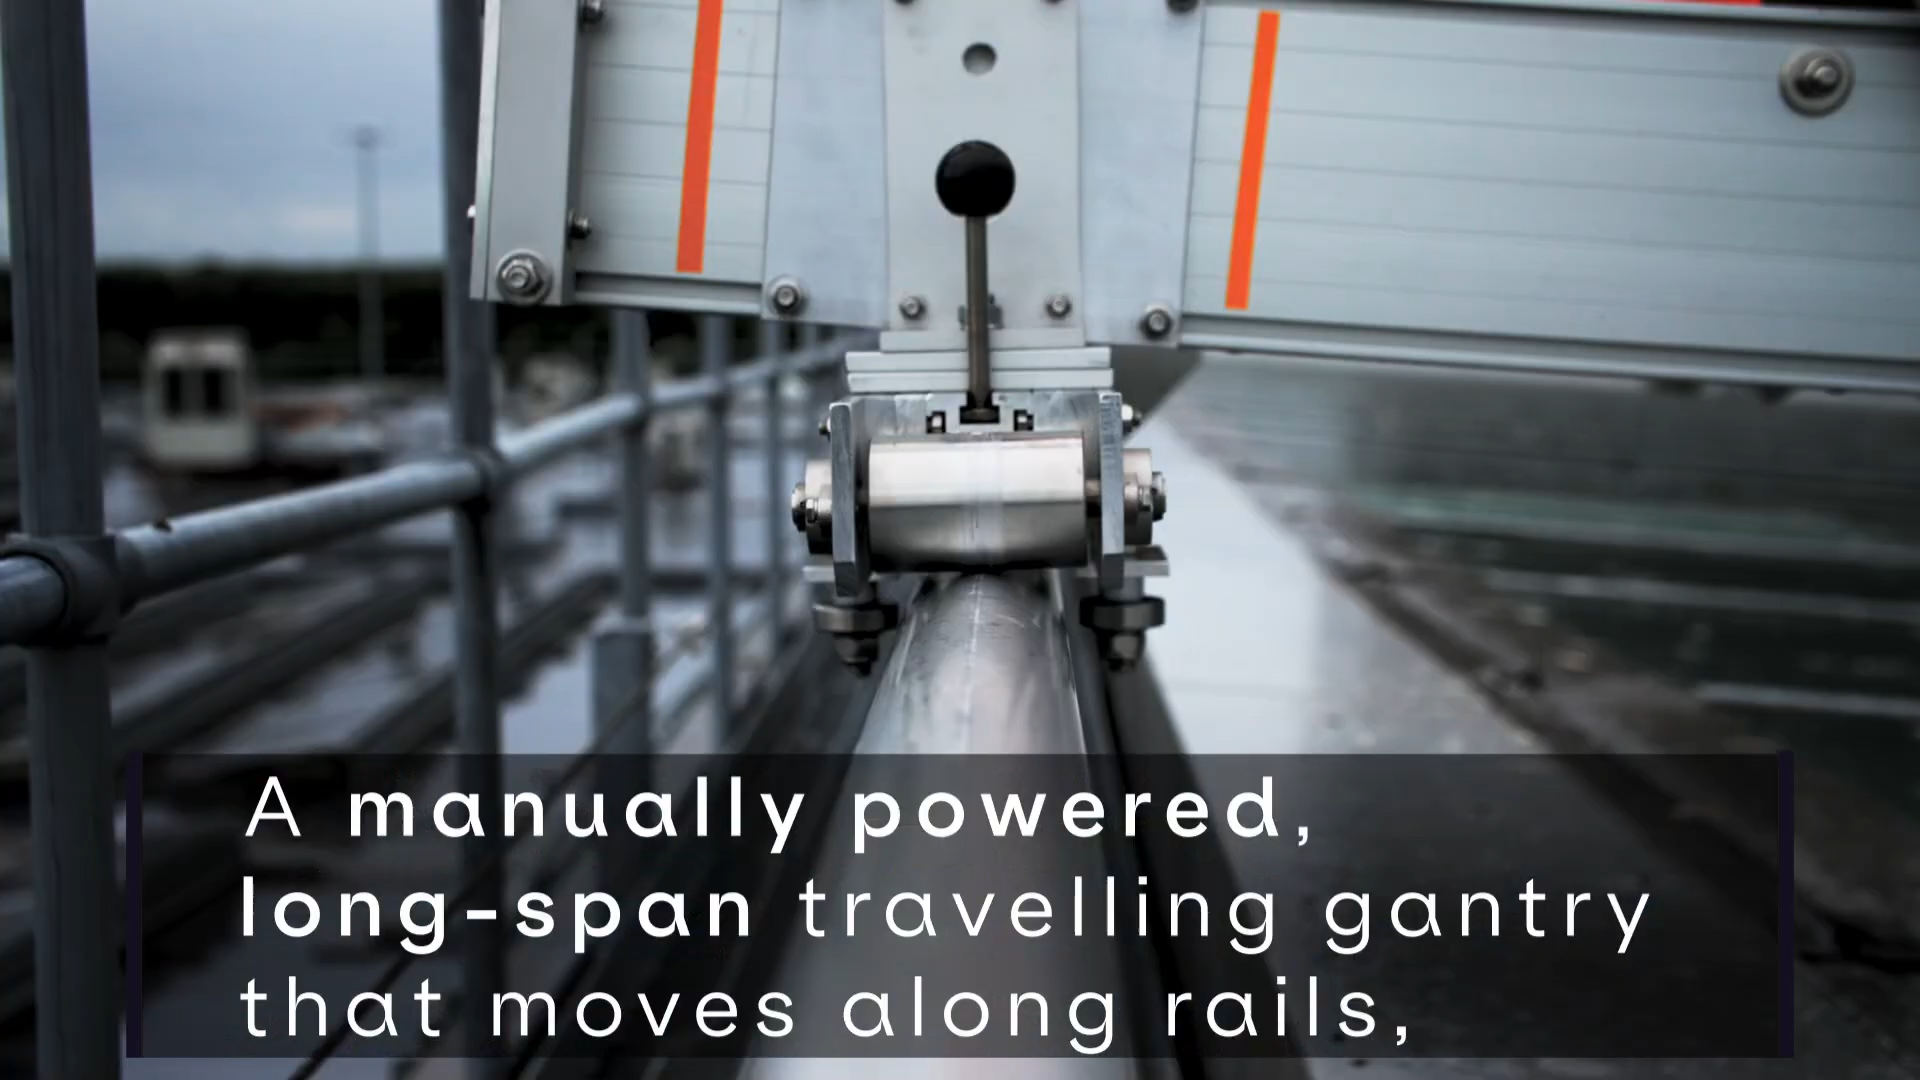 A manually powered,
long-span travelling gantry
that moves along rails,